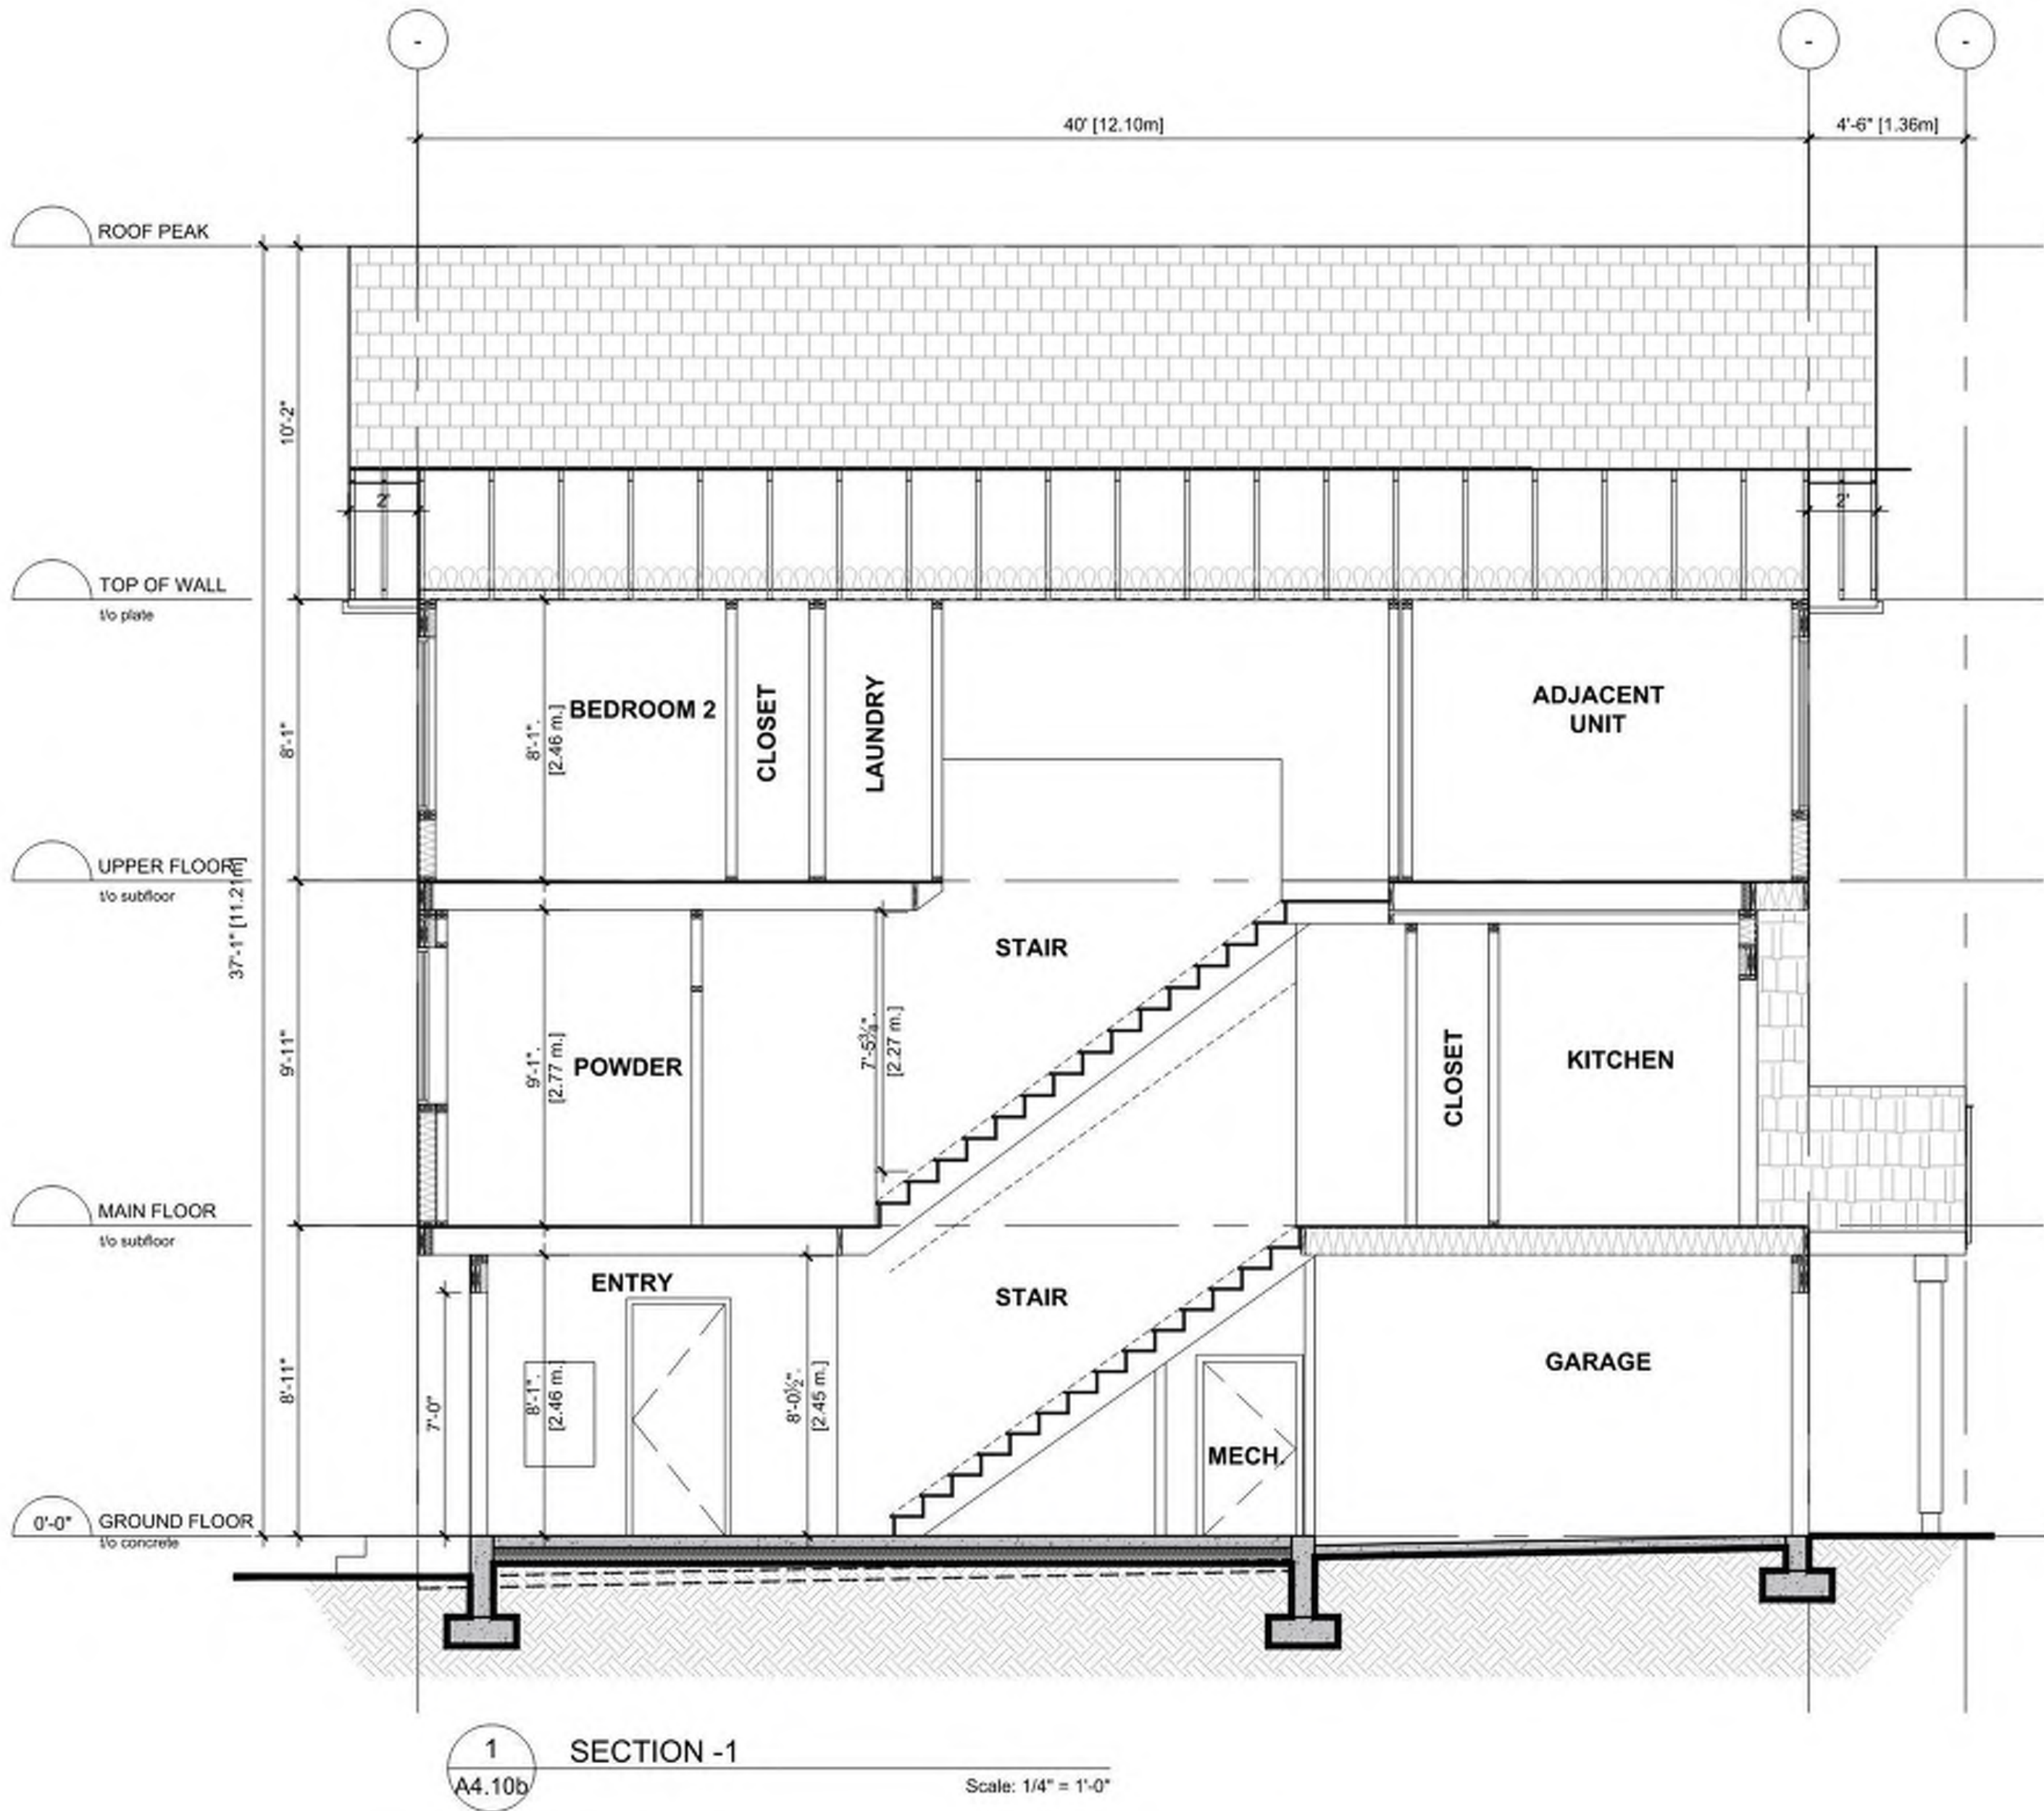 -
-
-
40' [12.10m]
4'-6" [1.36m]
ROOF PEAK
10'-2"
2'
2'
TOP OF WALL
t/o plate
8'-1"
8'-1".
[2.46 m.]
BEDROOM 2
CLOSET
LAUNDRY
ADJACENT
UNIT
UPPER FLOOR
t/o subfloor
37'-1" [11.21m]
9'-11"
9'-1".
[2.77 m.]
POWDER
7'-5¾".
[2.27 m.]
STAIR
CLOSET
KITCHEN
MAIN FLOOR
t/o subfloor
8'-11"
7'-0"
ENTRY
8'-1".
[2.46 m.]
8'-0½".
[2.45 m.]
STAIR
MECH.
GARAGE
0'-0"
GROUND FLOOR
t/o concrete
1
A4.10b
SECTION -1
Scale: 1/4" = 1'-0"